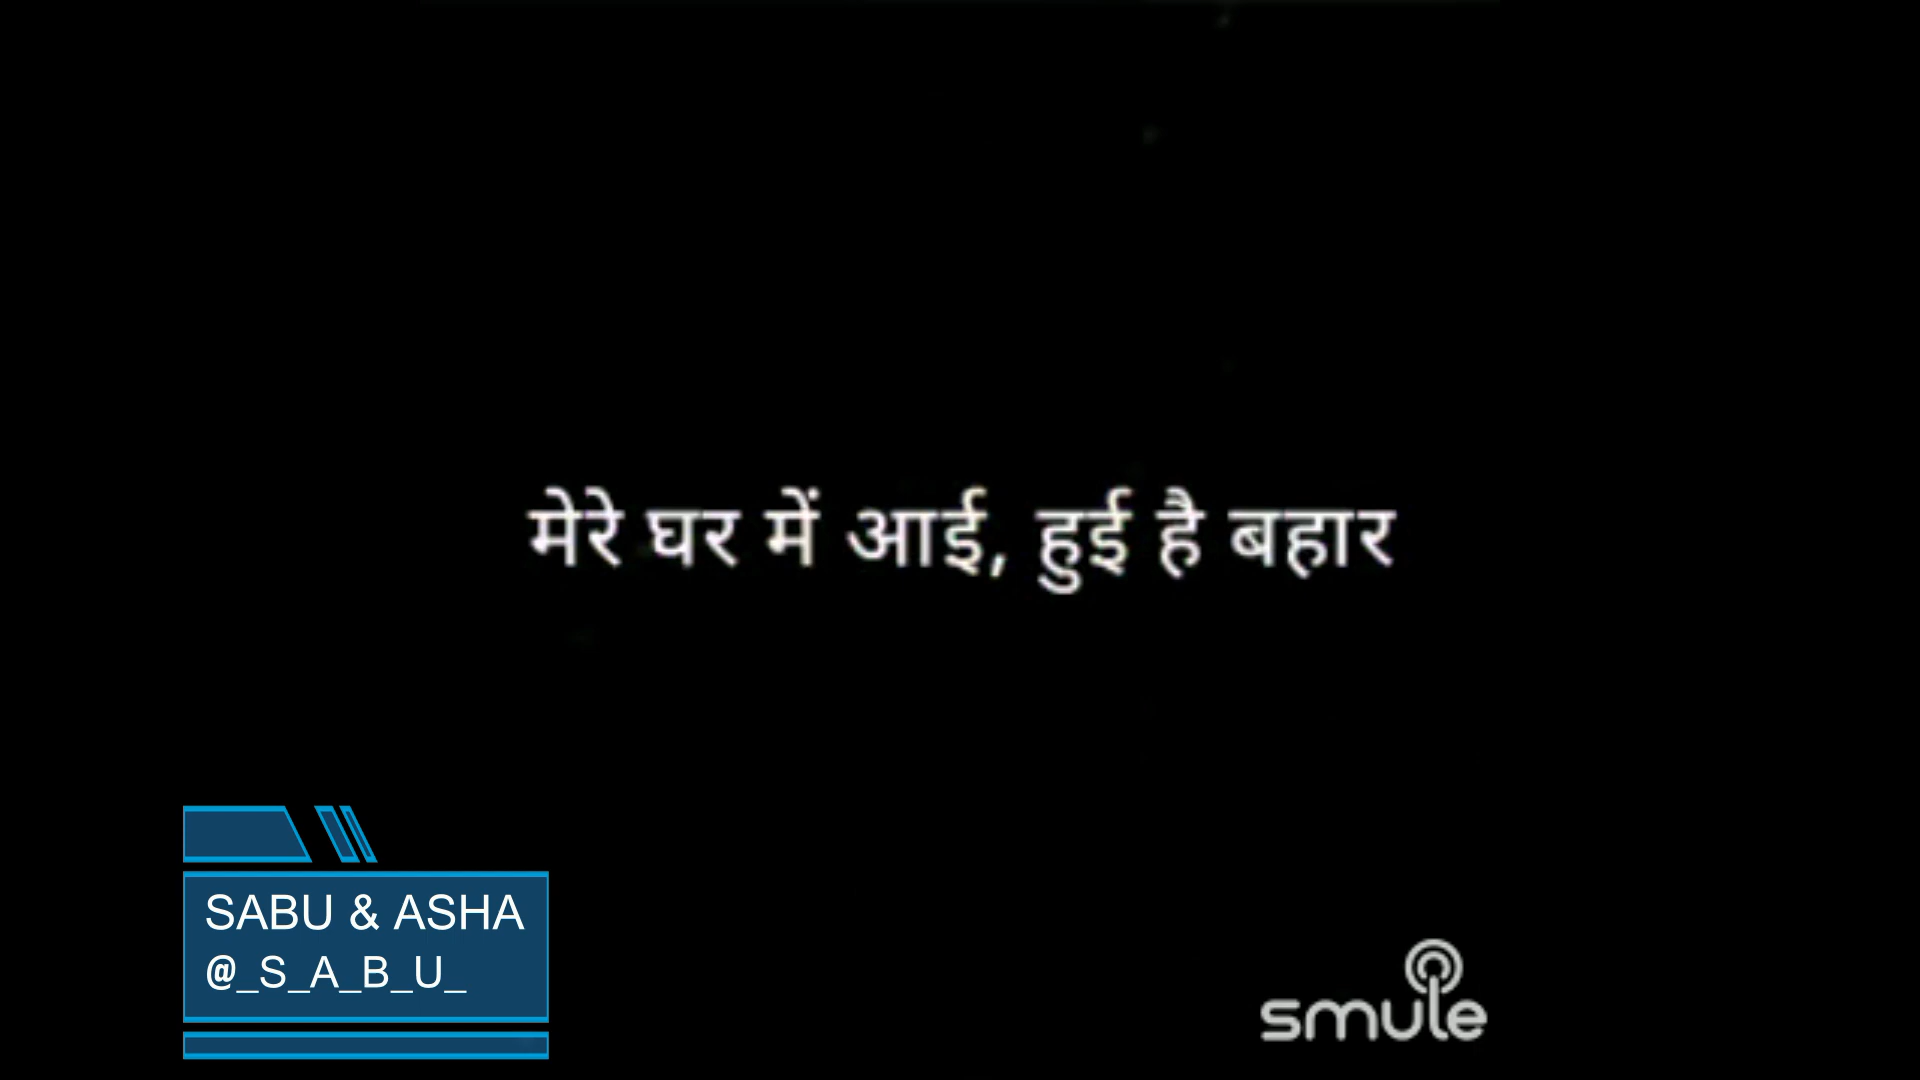 मेरे घर में आई, हुई है बहार
SABU & ASHA
@_S_A_B_U_
smule